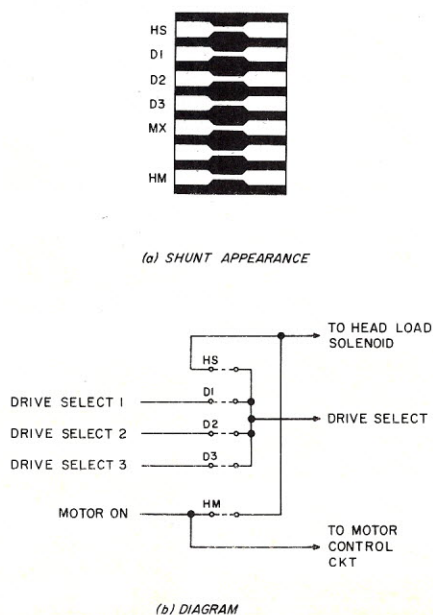 HS
D1
D2
D3
MX
HM
(a) SHUNT APPEARANCE
TO HEAD LOAD
SOLENOID
HS
DRIVE SELECT 1
D1
DRIVE SELECT
DRIVE SELECT 2
D2
DRIVE SELECT 3
D3
MOTOR ON
HM
TO MOTOR
CONTROL
CKT
(b) DIAGRAM